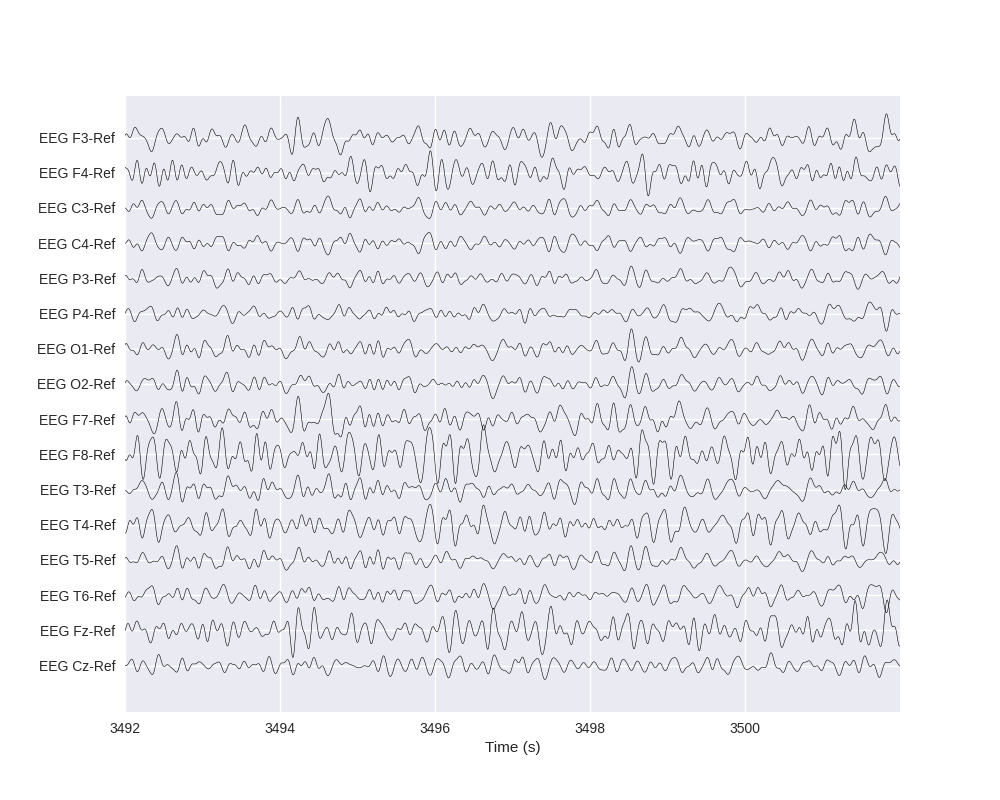 EEG F3-Ref
EEG F4-Ref
EEG C3-Ref
EEG C4-Ref
EEG P3-Ref
EEG P4-Ref
EEG O1-Ref
EEG O2-Ref
EEG F7-Ref
EEG F8-Ref
EEG T3-Ref
EEG T4-Ref
EEG T5-Ref
EEG T6-Ref
EEG Fz-Ref
EEG Cz-Ref
3492 3494 3496 3498 3500
Time (s)